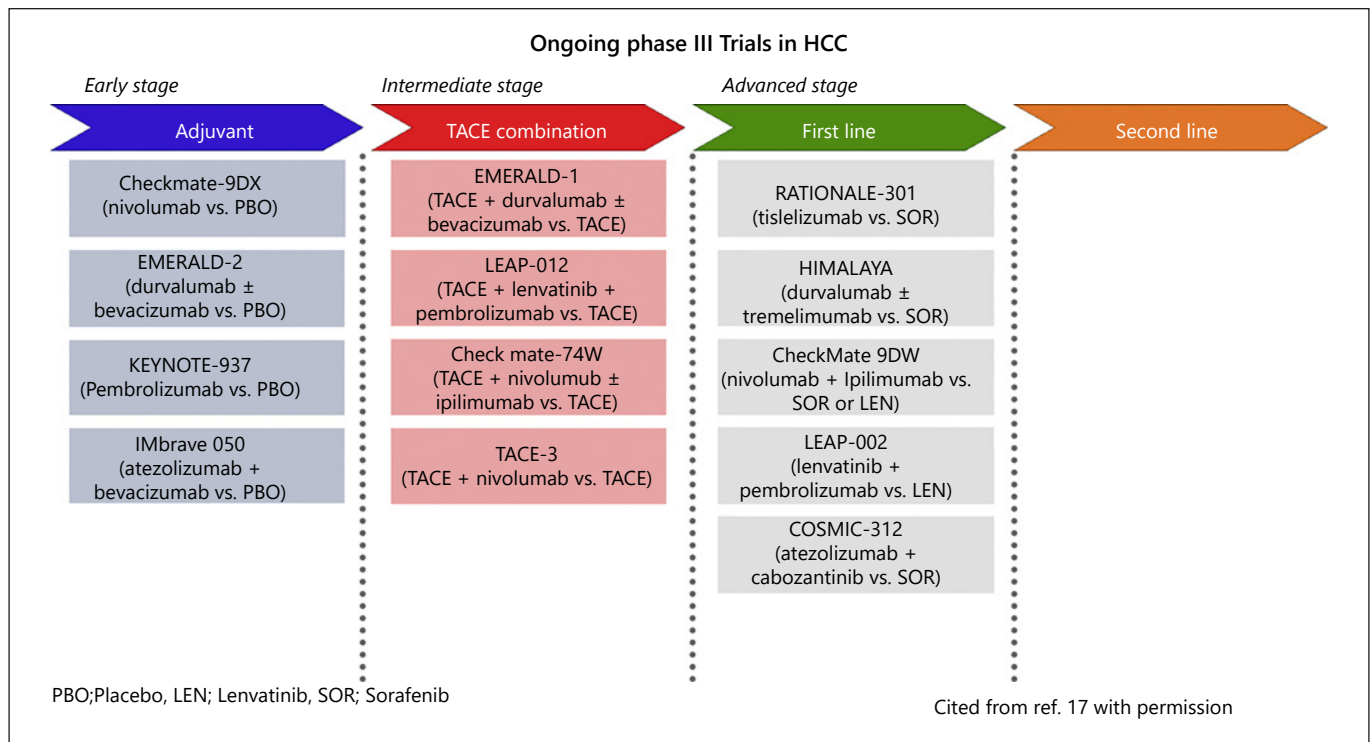 Ongoing phase III Trials in HCC
Early stage
Intermediate stage
Advanced stage
Adjuvant
TACE combination
First line
Second line
Checkmate-9DX
(nivolumab vs. PBO)
EMERALD-2
(durvalumab ±
bevacizumab vs. PBO)
KEYNOTE-937
(Pembrolizumab vs. PBO)
IMbrave 050
(atezolizumab +
bevacizumab vs. PBO)
EMERALD-1
(TACE + durvalumab ±
bevacizumab vs. TACE)
LEAP-012
(TACE + lenvatinib +
pembrolizumab vs. TACE)
Check mate-74W
(TACE + nivolumub ±
ipilimumab vs. TACE)
TACE-3
(TACE + nivolumab vs. TACE)
RATIONALE-301
(tislelizumab vs. SOR)
HIMALAYA
(durvalumab ±
tremelimumab vs. SOR)
CheckMate 9DW
(nivolumab + Ipilimumab vs.
SOR or LEN)
LEAP-002
(lenvatinib +
pembrolizumab vs. LEN)
COSMIC-312
(atezolizumab +
cabozantinib vs. SOR)
PBO;Placebo, LEN; Lenvatinib, SOR; Sorafenib
Cited from ref. 17 with permission